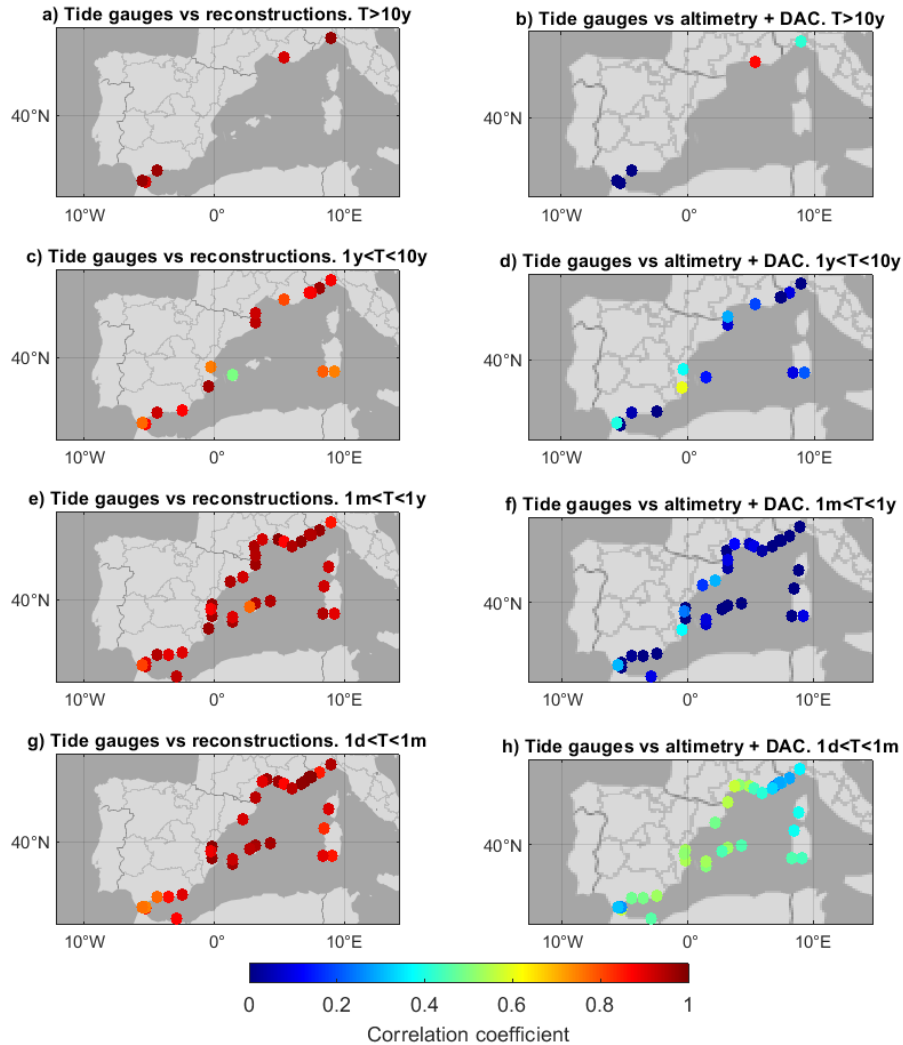 a) Tide gauges vs reconstructions. T>10y
b) Tide gauges vs altimetry + DAC. T>10y
40°N
40°N
10°W 0° 10°E
10°W 0° 10°E
c) Tide gauges vs reconstructions. 1y<T<10y
d) Tide gauges vs altimetry + DAC. 1y<T<10y
40°N
40°N
10°W 0° 10°E
10°W 0° 10°E
e) Tide gauges vs reconstructions. 1m<T<1y
f) Tide gauges vs altimetry + DAC. 1m<T<1y
40°N
40°N
10°W 0° 10°E
10°W 0° 10°E
g) Tide gauges vs reconstructions. 1d<T<1m
h) Tide gauges vs altimetry + DAC. 1d<T<1m
40°N
40°N
10°W 0° 10°E
10°W 0° 10°E
0 0.2 0.4 0.6 0.8 1
Correlation coefficient